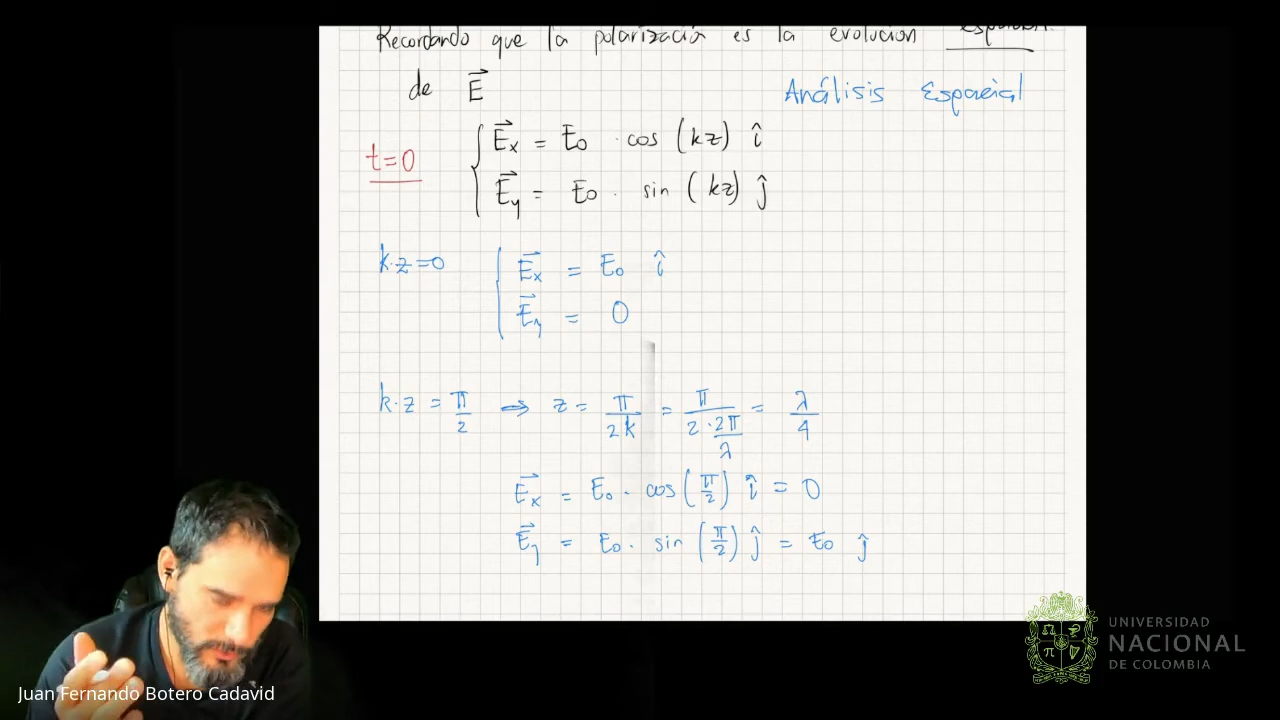 Recordando que la polarización es la evolución
de E⃗
Análisis Espacial
t=0
E⃗x = E0 · cos (kz) î
E⃗y = E0 · sin (kz) ĵ
k·z=0
E⃗x = E0 î
E⃗y = 0
k·z = π/2 ⇒ z = π/2k = π/(2·2π/λ) = λ/4
E⃗x = E0 · cos(π/2) î = 0
E⃗y = E0 · sin(π/2) ĵ = E0 ĵ
UNIVERSIDAD
NACIONAL
DE COLOMBIA
Juan Fernando Botero Cadavid